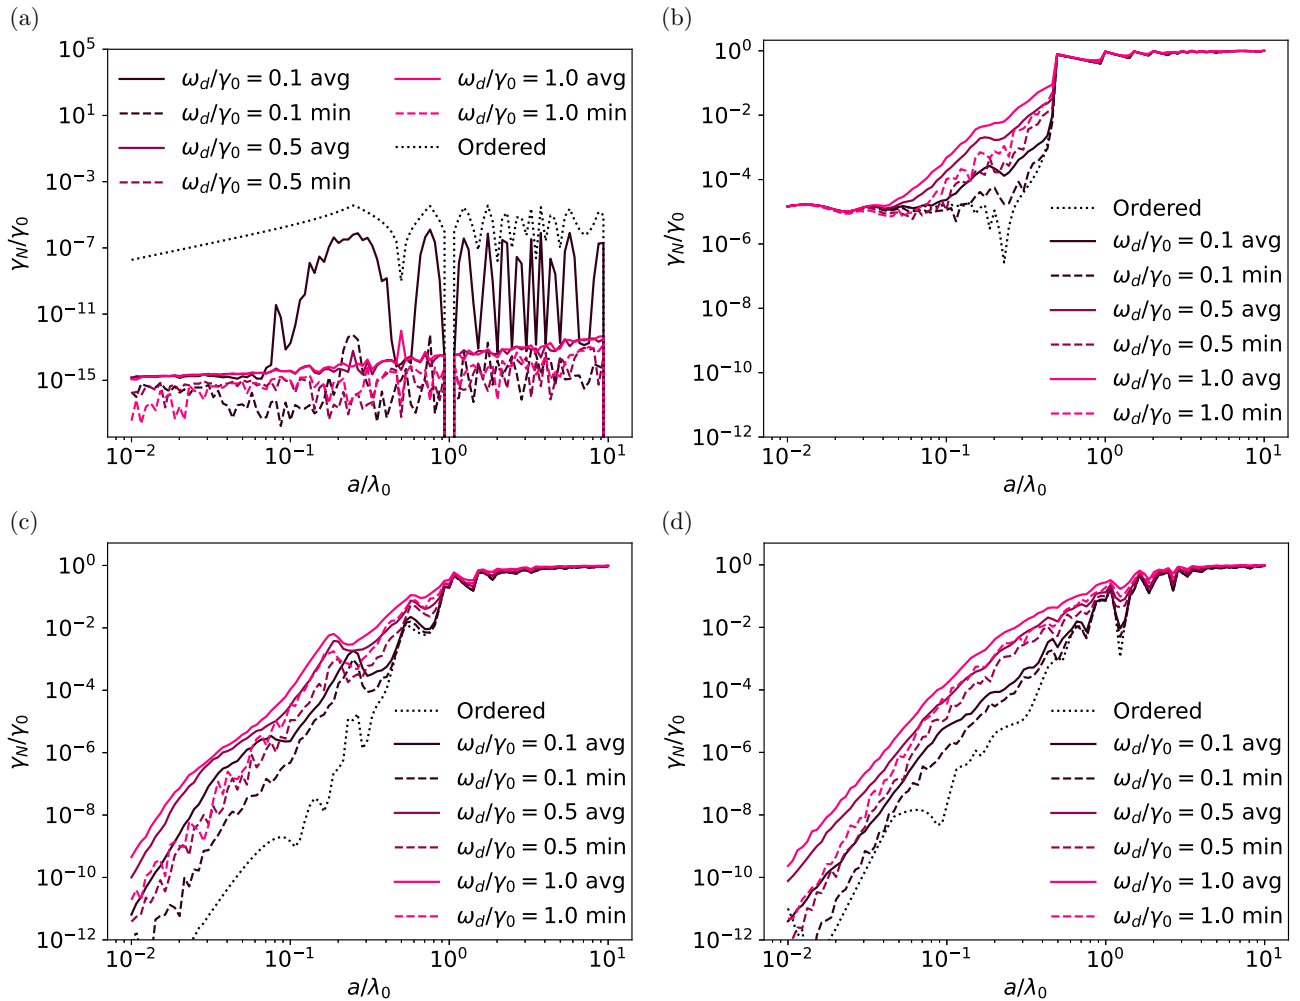 (a)
10^5
10^1
10^−3
10^−7
10^−11
10^−15
γ_N/γ_0
ω_d/γ_0 = 0.1 avg
ω_d/γ_0 = 0.1 min
ω_d/γ_0 = 0.5 avg
ω_d/γ_0 = 0.5 min
ω_d/γ_0 = 1.0 avg
ω_d/γ_0 = 1.0 min
Ordered
10^−2
10^−1
10^0
10^1
a/λ_0
(b)
10^0
10^−2
10^−4
10^−6
10^−8
10^−10
10^−12
γ_N/γ_0
Ordered
ω_d/γ_0 = 0.1 avg
ω_d/γ_0 = 0.1 min
ω_d/γ_0 = 0.5 avg
ω_d/γ_0 = 0.5 min
ω_d/γ_0 = 1.0 avg
ω_d/γ_0 = 1.0 min
10^−2
10^−1
10^0
10^1
a/λ_0
(c)
10^0
10^−2
10^−4
10^−6
10^−8
10^−10
10^−12
γ_N/γ_0
Ordered
ω_d/γ_0 = 0.1 avg
ω_d/γ_0 = 0.1 min
ω_d/γ_0 = 0.5 avg
ω_d/γ_0 = 0.5 min
ω_d/γ_0 = 1.0 avg
ω_d/γ_0 = 1.0 min
10^−2
10^−1
10^0
10^1
a/λ_0
(d)
10^0
10^−2
10^−4
10^−6
10^−8
10^−10
10^−12
γ_N/γ_0
Ordered
ω_d/γ_0 = 0.1 avg
ω_d/γ_0 = 0.1 min
ω_d/γ_0 = 0.5 avg
ω_d/γ_0 = 0.5 min
ω_d/γ_0 = 1.0 avg
ω_d/γ_0 = 1.0 min
10^−2
10^−1
10^0
10^1
a/λ_0